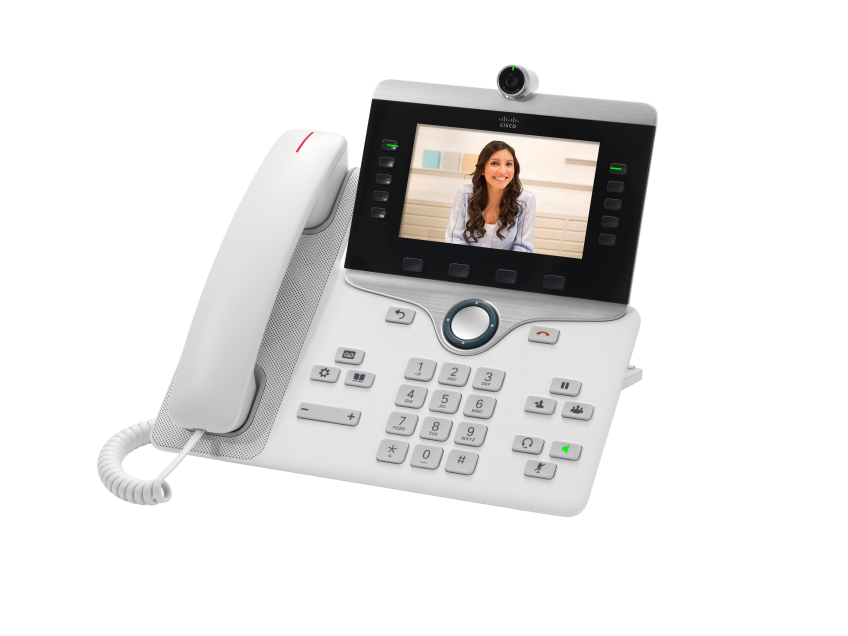 CISCO
1
2 ABC
3 DEF
4 GHI
5 JKL
6 MNO
7 PQRS
8 TUV
9 WXYZ
*
0
#
− +